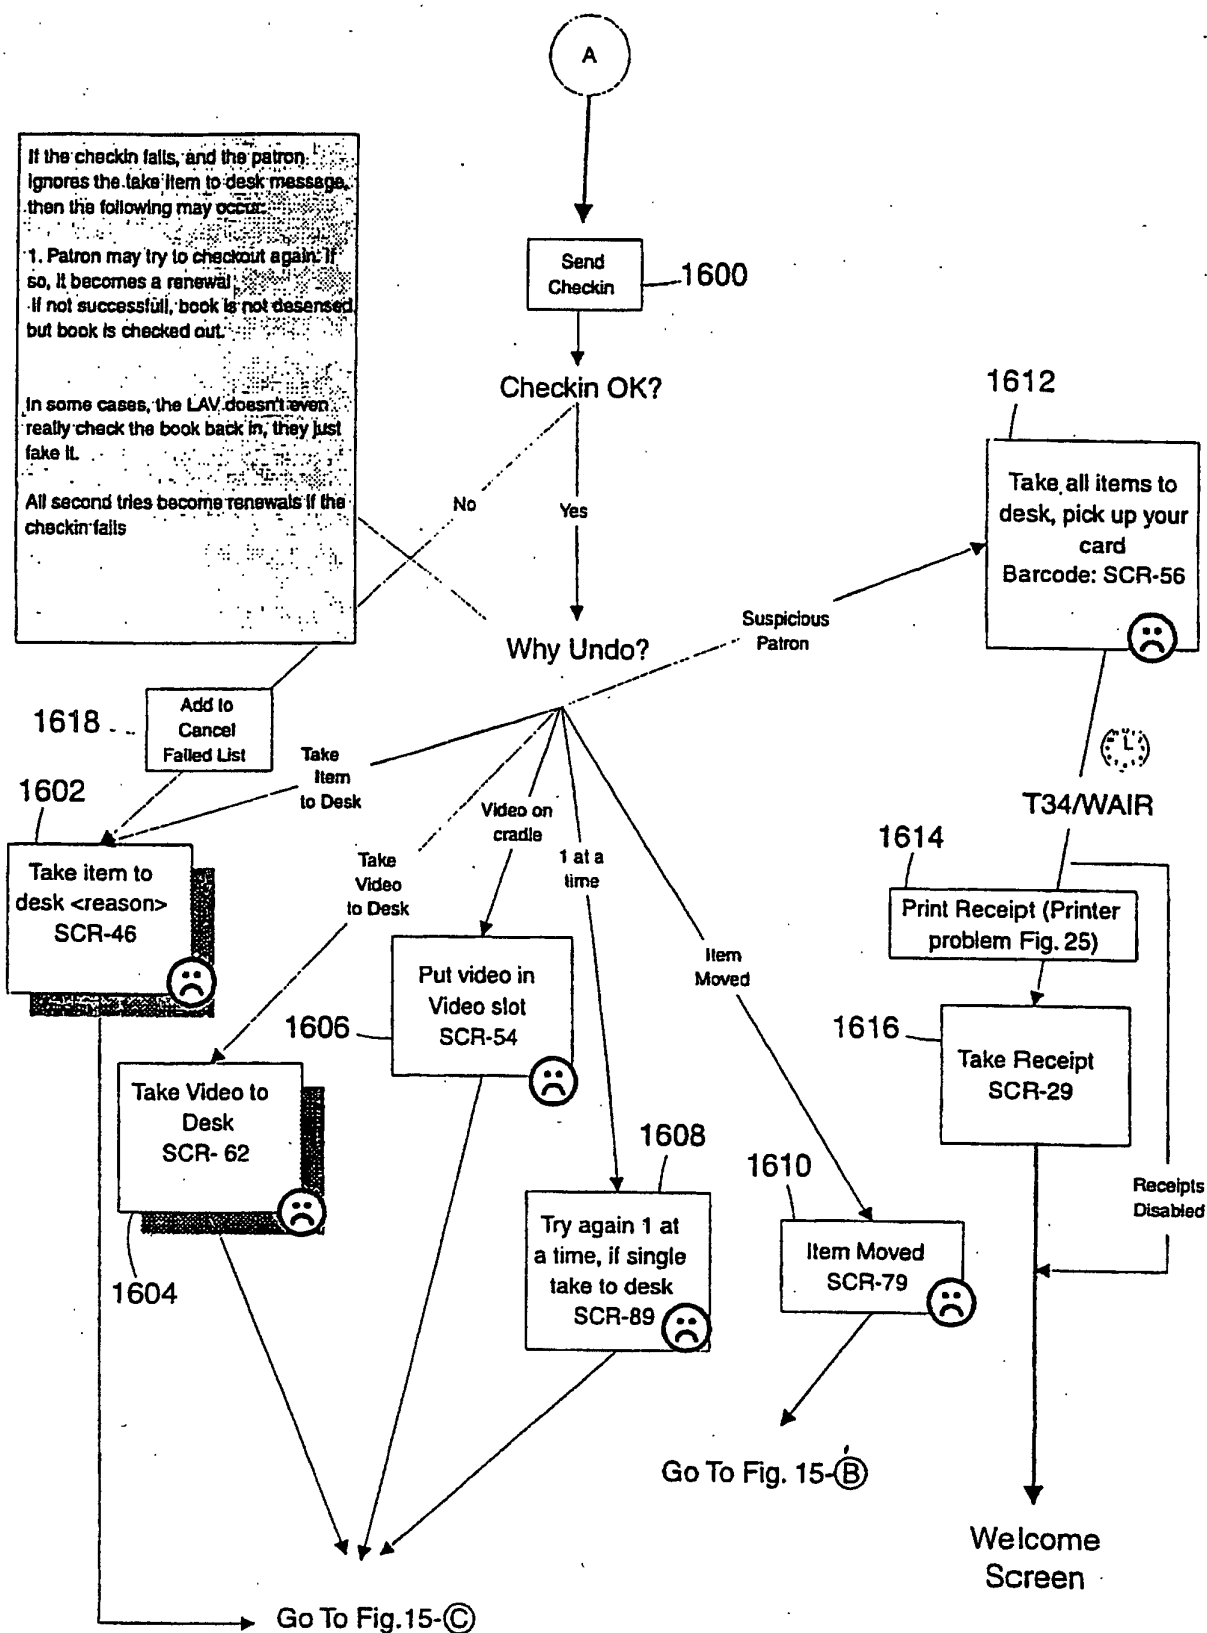 A
If the checkin fails, and the patron
ignores the take item to desk message,
then the following may occur:
1. Patron may try to checkout again. If
so, it becomes a renewal
If not successfull, book is not desensed
but book is checked out.
In some cases, the LAV doesn't even
really check the book back in, they just
fake it.
All second tries become renewals if the
checkin fails
Send
Checkin
1600
Checkin OK?
No
Yes
Why Undo?
Suspicious
Patron
1612
Take all items to
desk, pick up your
card
Barcode: SCR-56
1618
Add to
Cancel
Failed List
Take
Item
to Desk
1602
Take item to
desk <reason>
SCR-46
Take
Video
to Desk
Video on
cradle
1 at a
time
Item
Moved
T34/WAIR
1614
Print Receipt (Printer
problem Fig. 25)
1606
Put video in
Video slot
SCR-54
1616
Take Receipt
SCR-29
Take Video to
Desk
SCR- 62
1604
1608
Try again 1 at
a time, if single
take to desk
SCR-89
1610
Item Moved
SCR-79
Receipts
Disabled
Go To Fig. 15-B
Welcome
Screen
Go To Fig.15-C